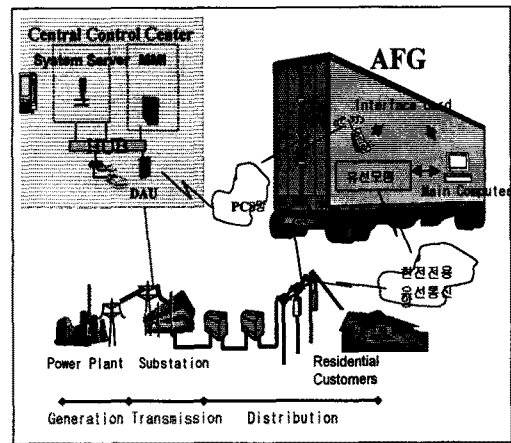 Central Control Center
System Server
MMI
DAU
AFG
Interface Card
유선모뎀
Main Computer
PCS망
한전전용
유선통신
Power Plant
Substation
Residential
Customers
Generation
Transmission
Distribution